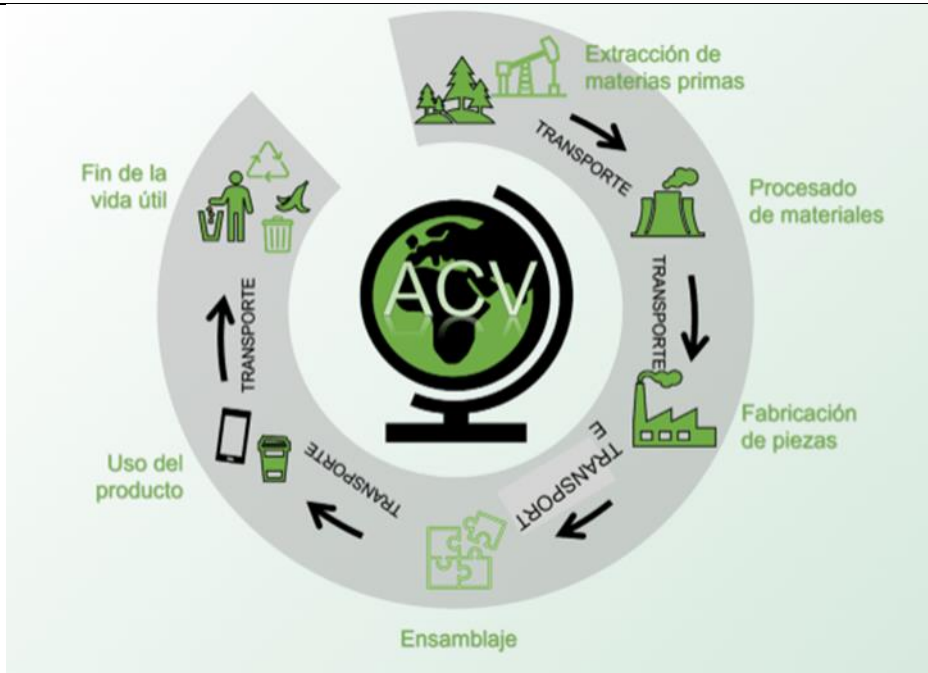 Extracción de
materias primas
TRANSPORTE
Procesado
de materiales
TRANSPORTE
Fabricación
de piezas
TRANSPORT
E
Ensamblaje
TRANSPORTE
Uso del
producto
TRANSPORTE
Fin de la
vida útil
ACV